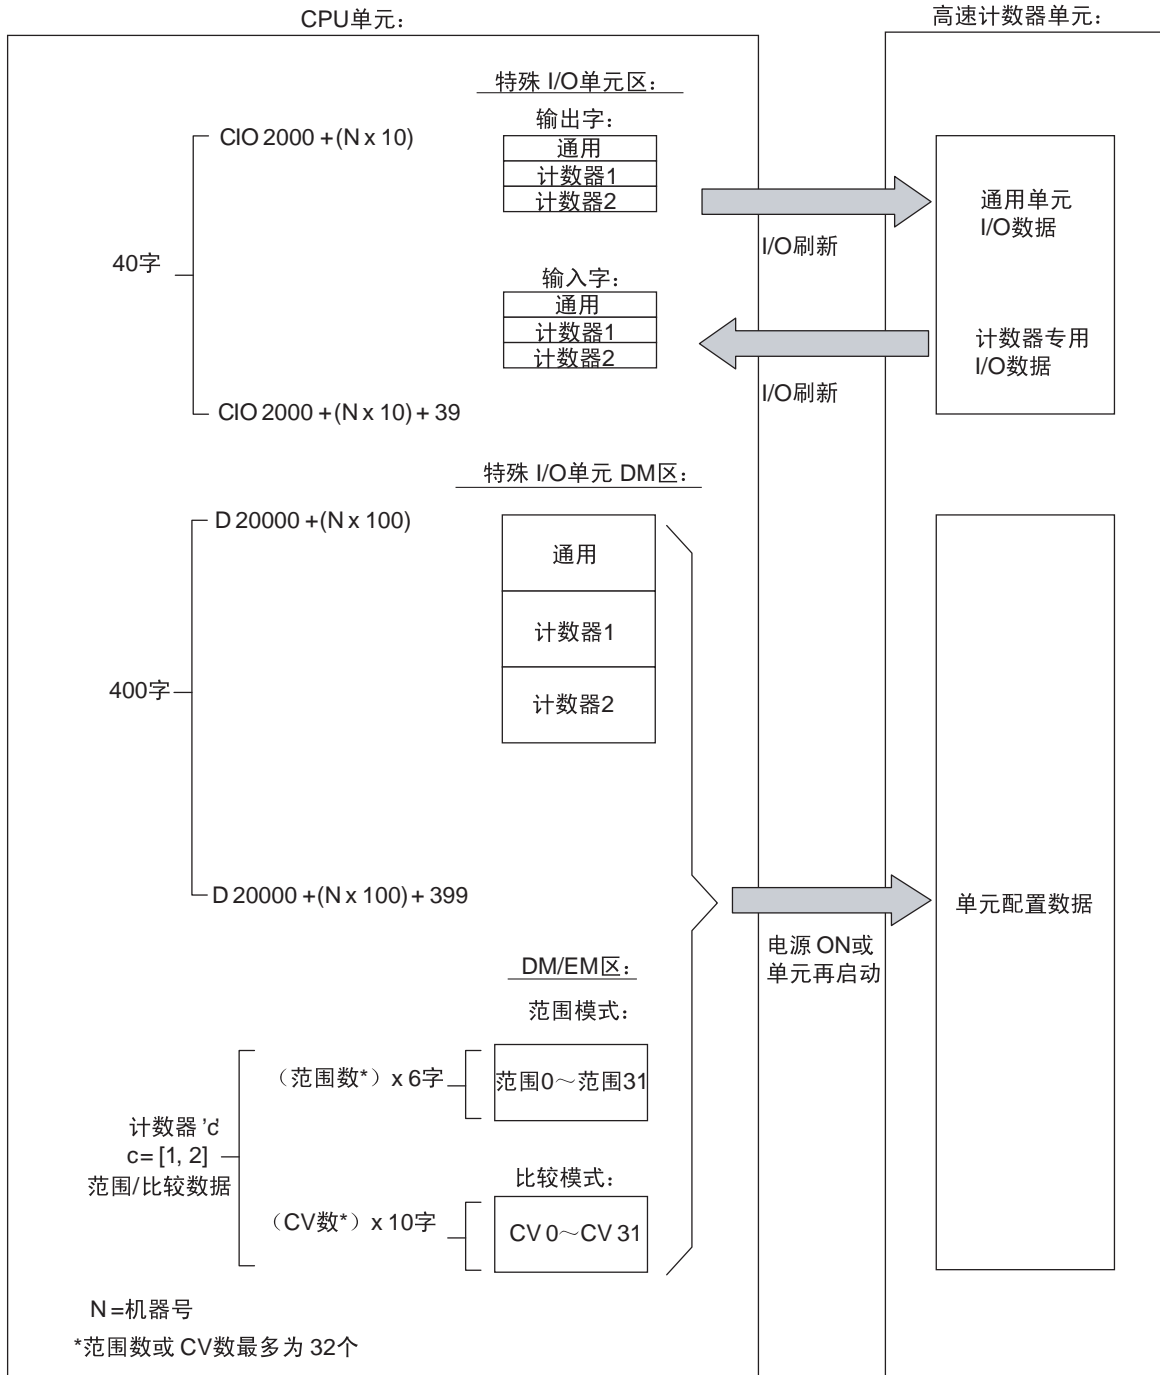 CPU单元：
高速计数器单元：
特殊 I/O单元区：
输出字：
CIO 2000 +(N x 10)
通用
计数器1
计数器2
通用单元
I/O数据
I/O刷新
40字
输入字：
通用
计数器1
计数器2
计数器专用
I/O数据
I/O刷新
CIO 2000 +(N x 10) + 39
特殊 I/O单元 DM区：
D 20000 +(N x 100)
通用
计数器1
400字
计数器2
D 20000 +(N x 100) + 399
单元配置数据
电源 ON或
单元再启动
DM/EM区：
范围模式：
（范围数*）x 6字
范围0～范围31
计数器 'c'
c= [1, 2]
范围/比较数据
比较模式：
（CV数*）x 10字
CV 0～CV 31
N =机器号
*范围数或 CV数最多为 32个